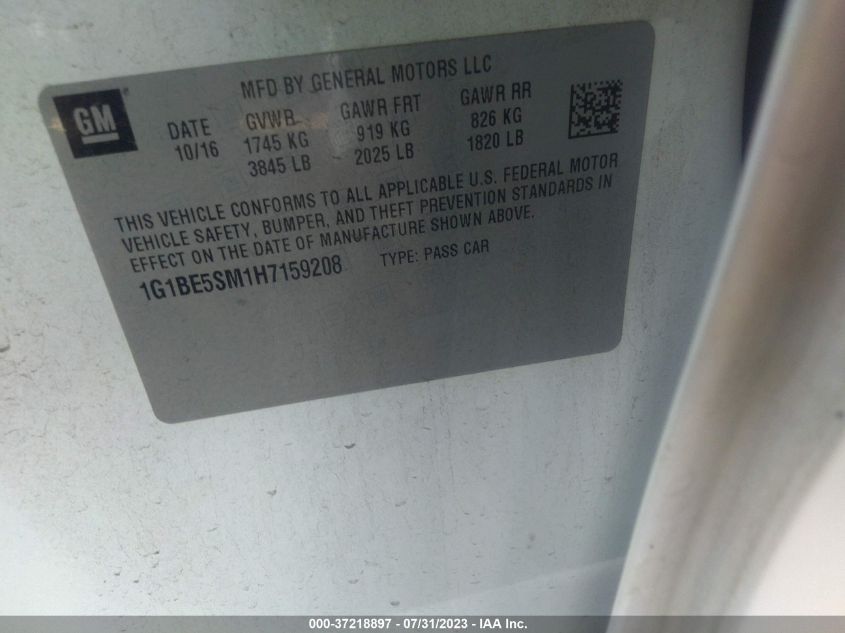 MFD BY GENERAL MOTORS LLC
GM
DATE GVWR GAWR FRT GAWR RR
10/16 1745 KG 919 KG 826 KG
3845 LB 2025 LB 1820 LB
THIS VEHICLE CONFORMS TO ALL APPLICABLE U.S. FEDERAL MOTOR
VEHICLE SAFETY, BUMPER, AND THEFT PREVENTION STANDARDS IN
EFFECT ON THE DATE OF MANUFACTURE SHOWN ABOVE.
1G1BE5SM1H7159208 TYPE: PASS CAR
000-37218897 - 07/31/2023 - IAA Inc.